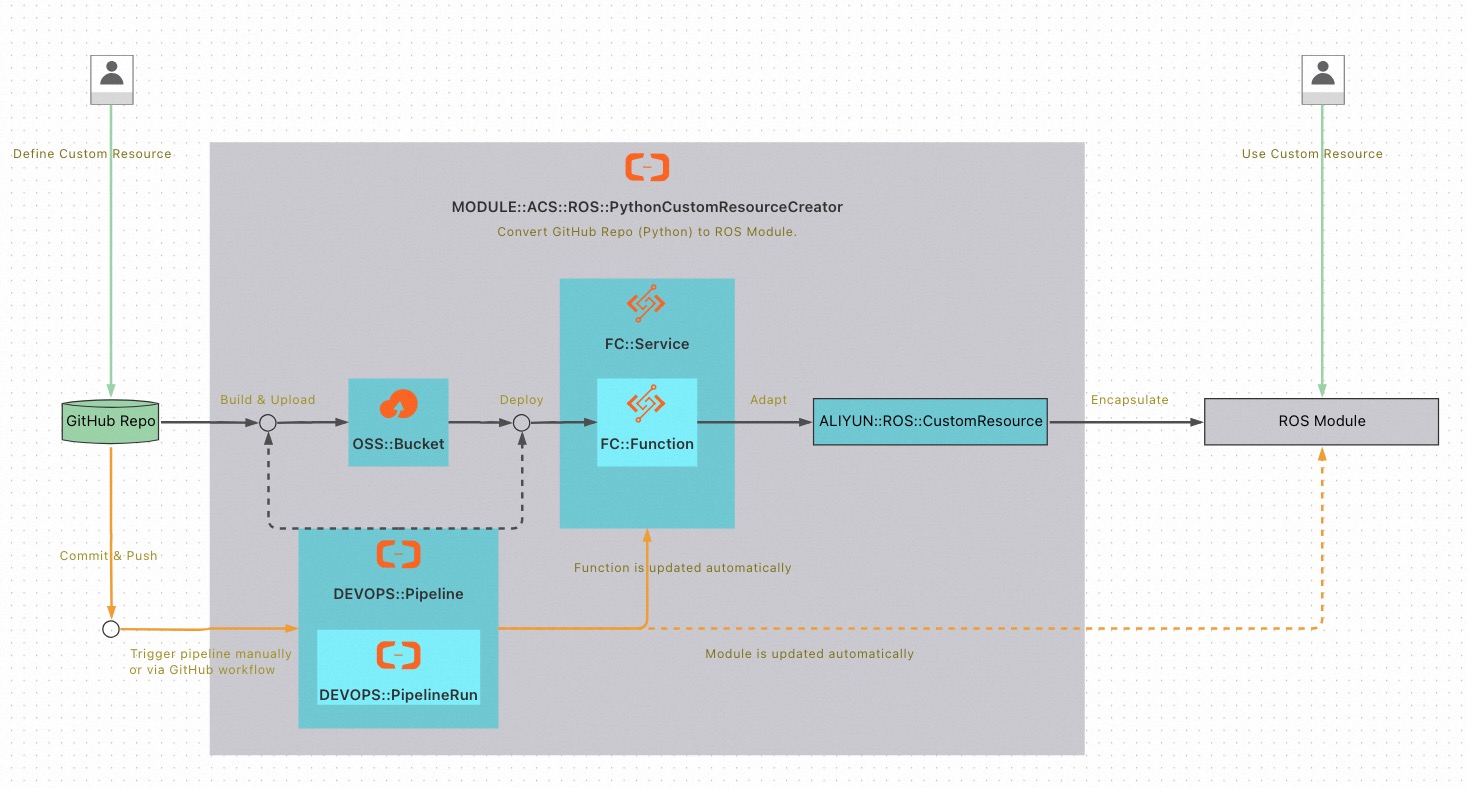 Define Custom Resource
Use Custom Resource
MODULE::ACS::ROS::PythonCustomResourceCreator
Convert GitHub Repo (Python) to ROS Module.
FC::Service
GitHub Repo
Build & Upload
OSS::Bucket
Deploy
FC::Function
Adapt
ALIYUN::ROS::CustomResource
Encapsulate
ROS Module
Commit & Push
Function is updated automatically
DEVOPS::Pipeline
Trigger pipeline manually
or via GitHub workflow
Module is updated automatically
DEVOPS::PipelineRun